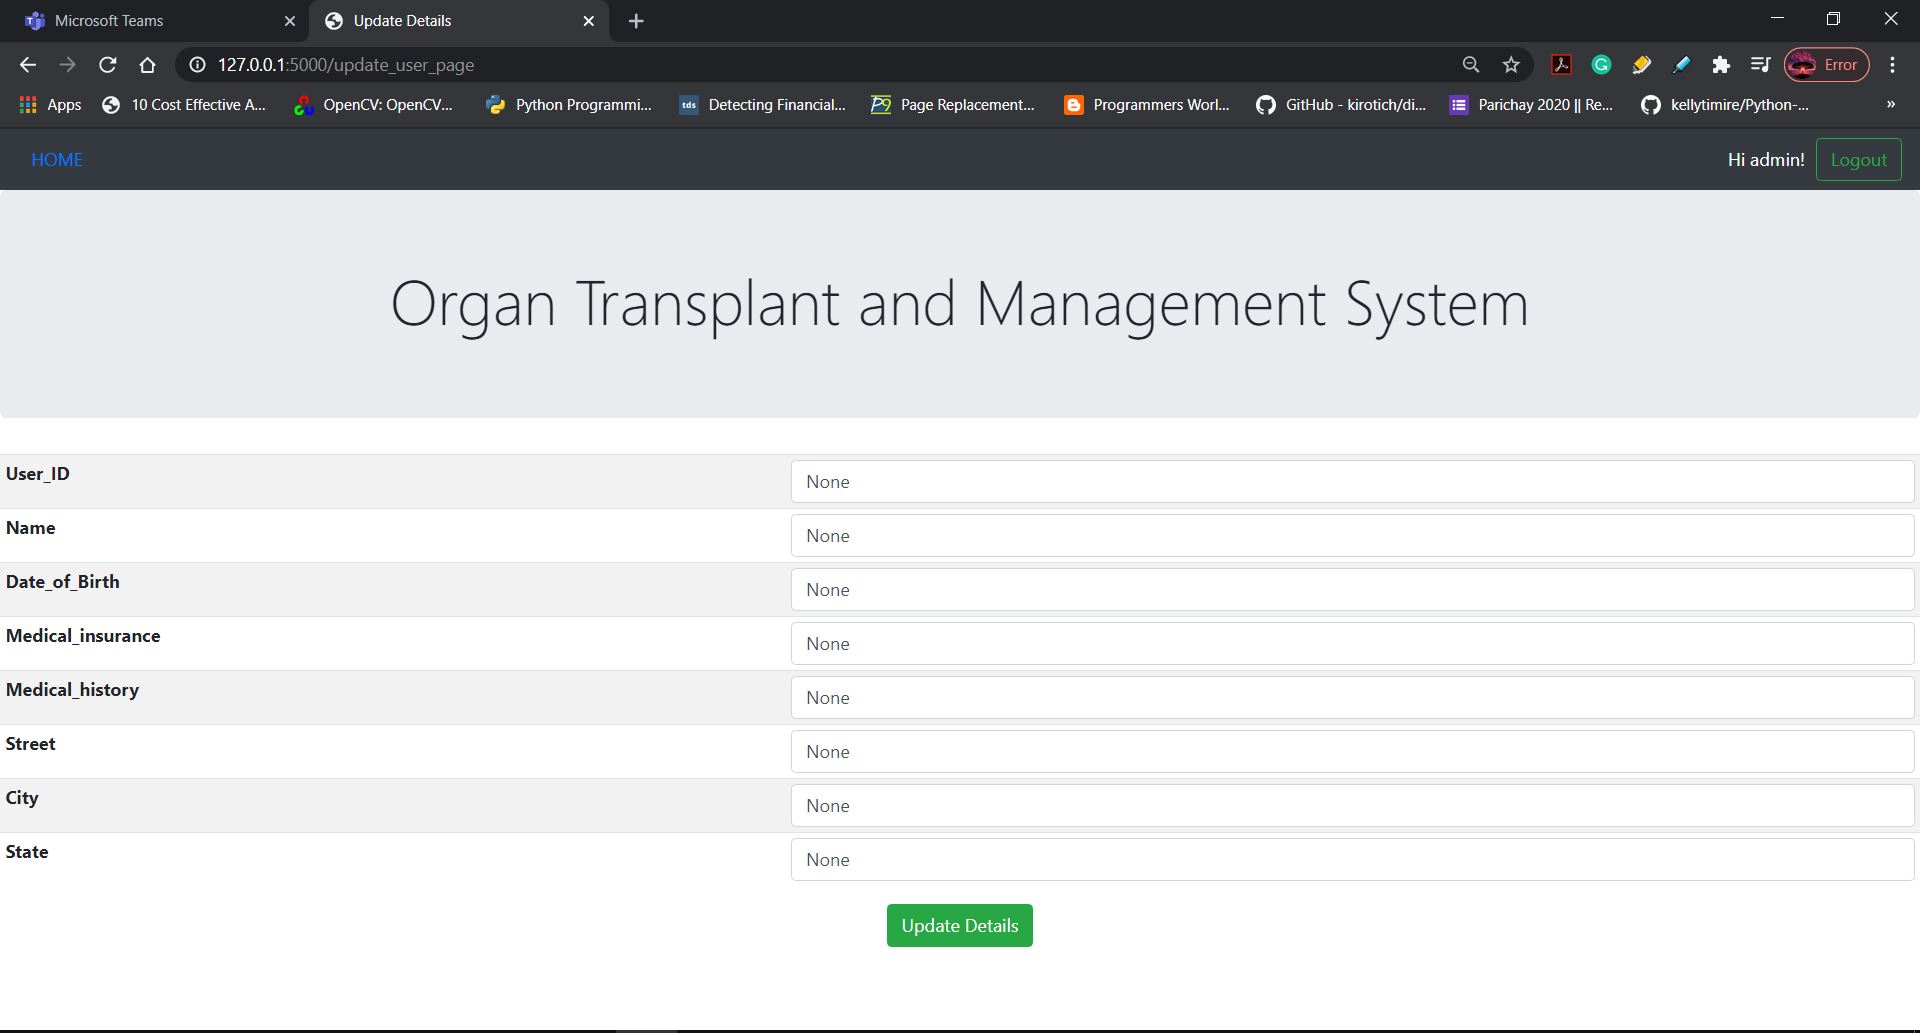 Microsoft Teams
Update Details
127.0.0.1:5000/update_user_page
Error
Apps
10 Cost Effective A...
OpenCV: OpenCV...
Python Programmi...
tds
Detecting Financial...
P9
Page Replacement...
Programmers Worl...
GitHub - kirotich/di...
Parichay 2020 || Re...
kellytimire/Python-...
»
HOME
Hi admin!
Logout
Organ Transplant and Management System
User_ID
None
Name
None
Date_of_Birth
None
Medical_insurance
None
Medical_history
None
Street
None
City
None
State
None
Update Details